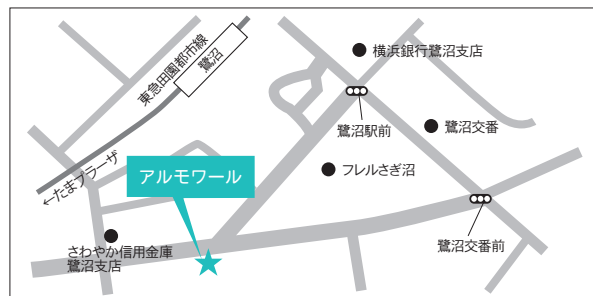 東急田園都市線
鷺沼
横浜銀行鷺沼支店
鷺沼駅前
鷺沼交番
フレルさぎ沼
←たまプラーザ
アルモワール
さわやか信用金庫
鷺沼支店
鷺沼交番前